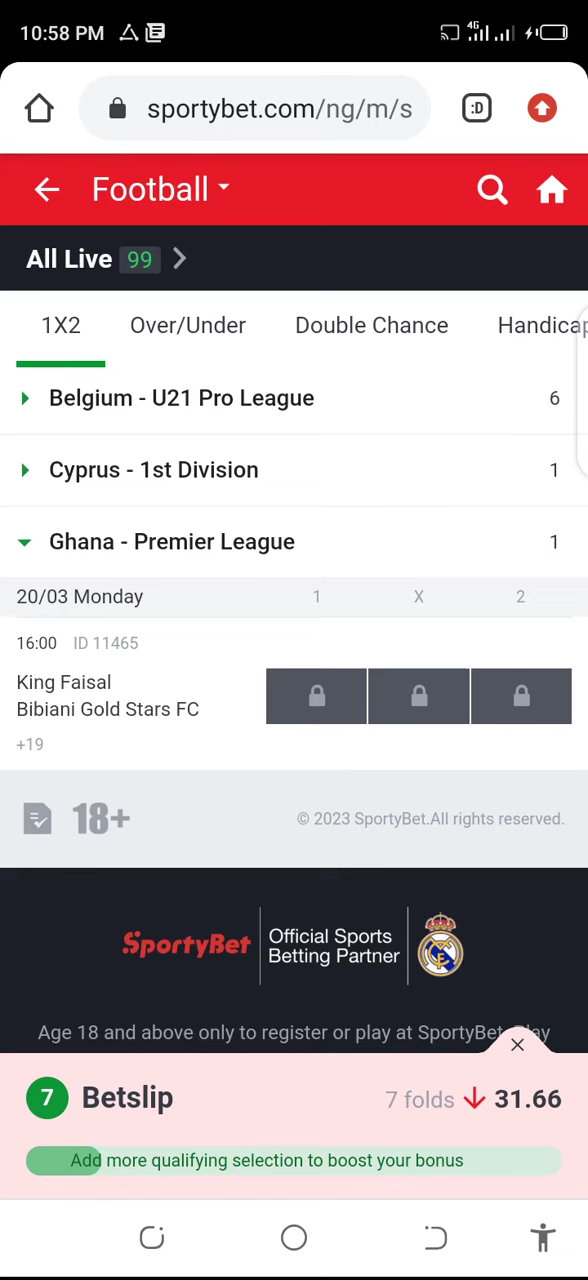 10:58 PM 4G
sportybet.com/ng/m/s :D
Football
All Live 99
1X2 Over/Under Double Chance Handicap
Belgium - U21 Pro League 6
Cyprus - 1st Division 1
Ghana - Premier League 1
20/03 Monday 1 X 2
16:00 ID 11465
King Faisal
Bibiani Gold Stars FC
+19
18+ © 2023 SportyBet.All rights reserved.
SportyBet Official Sports
Betting Partner
Age 18 and above only to register or play at SportyBet. Play
7 Betslip 7 folds 31.66
Add more qualifying selection to boost your bonus